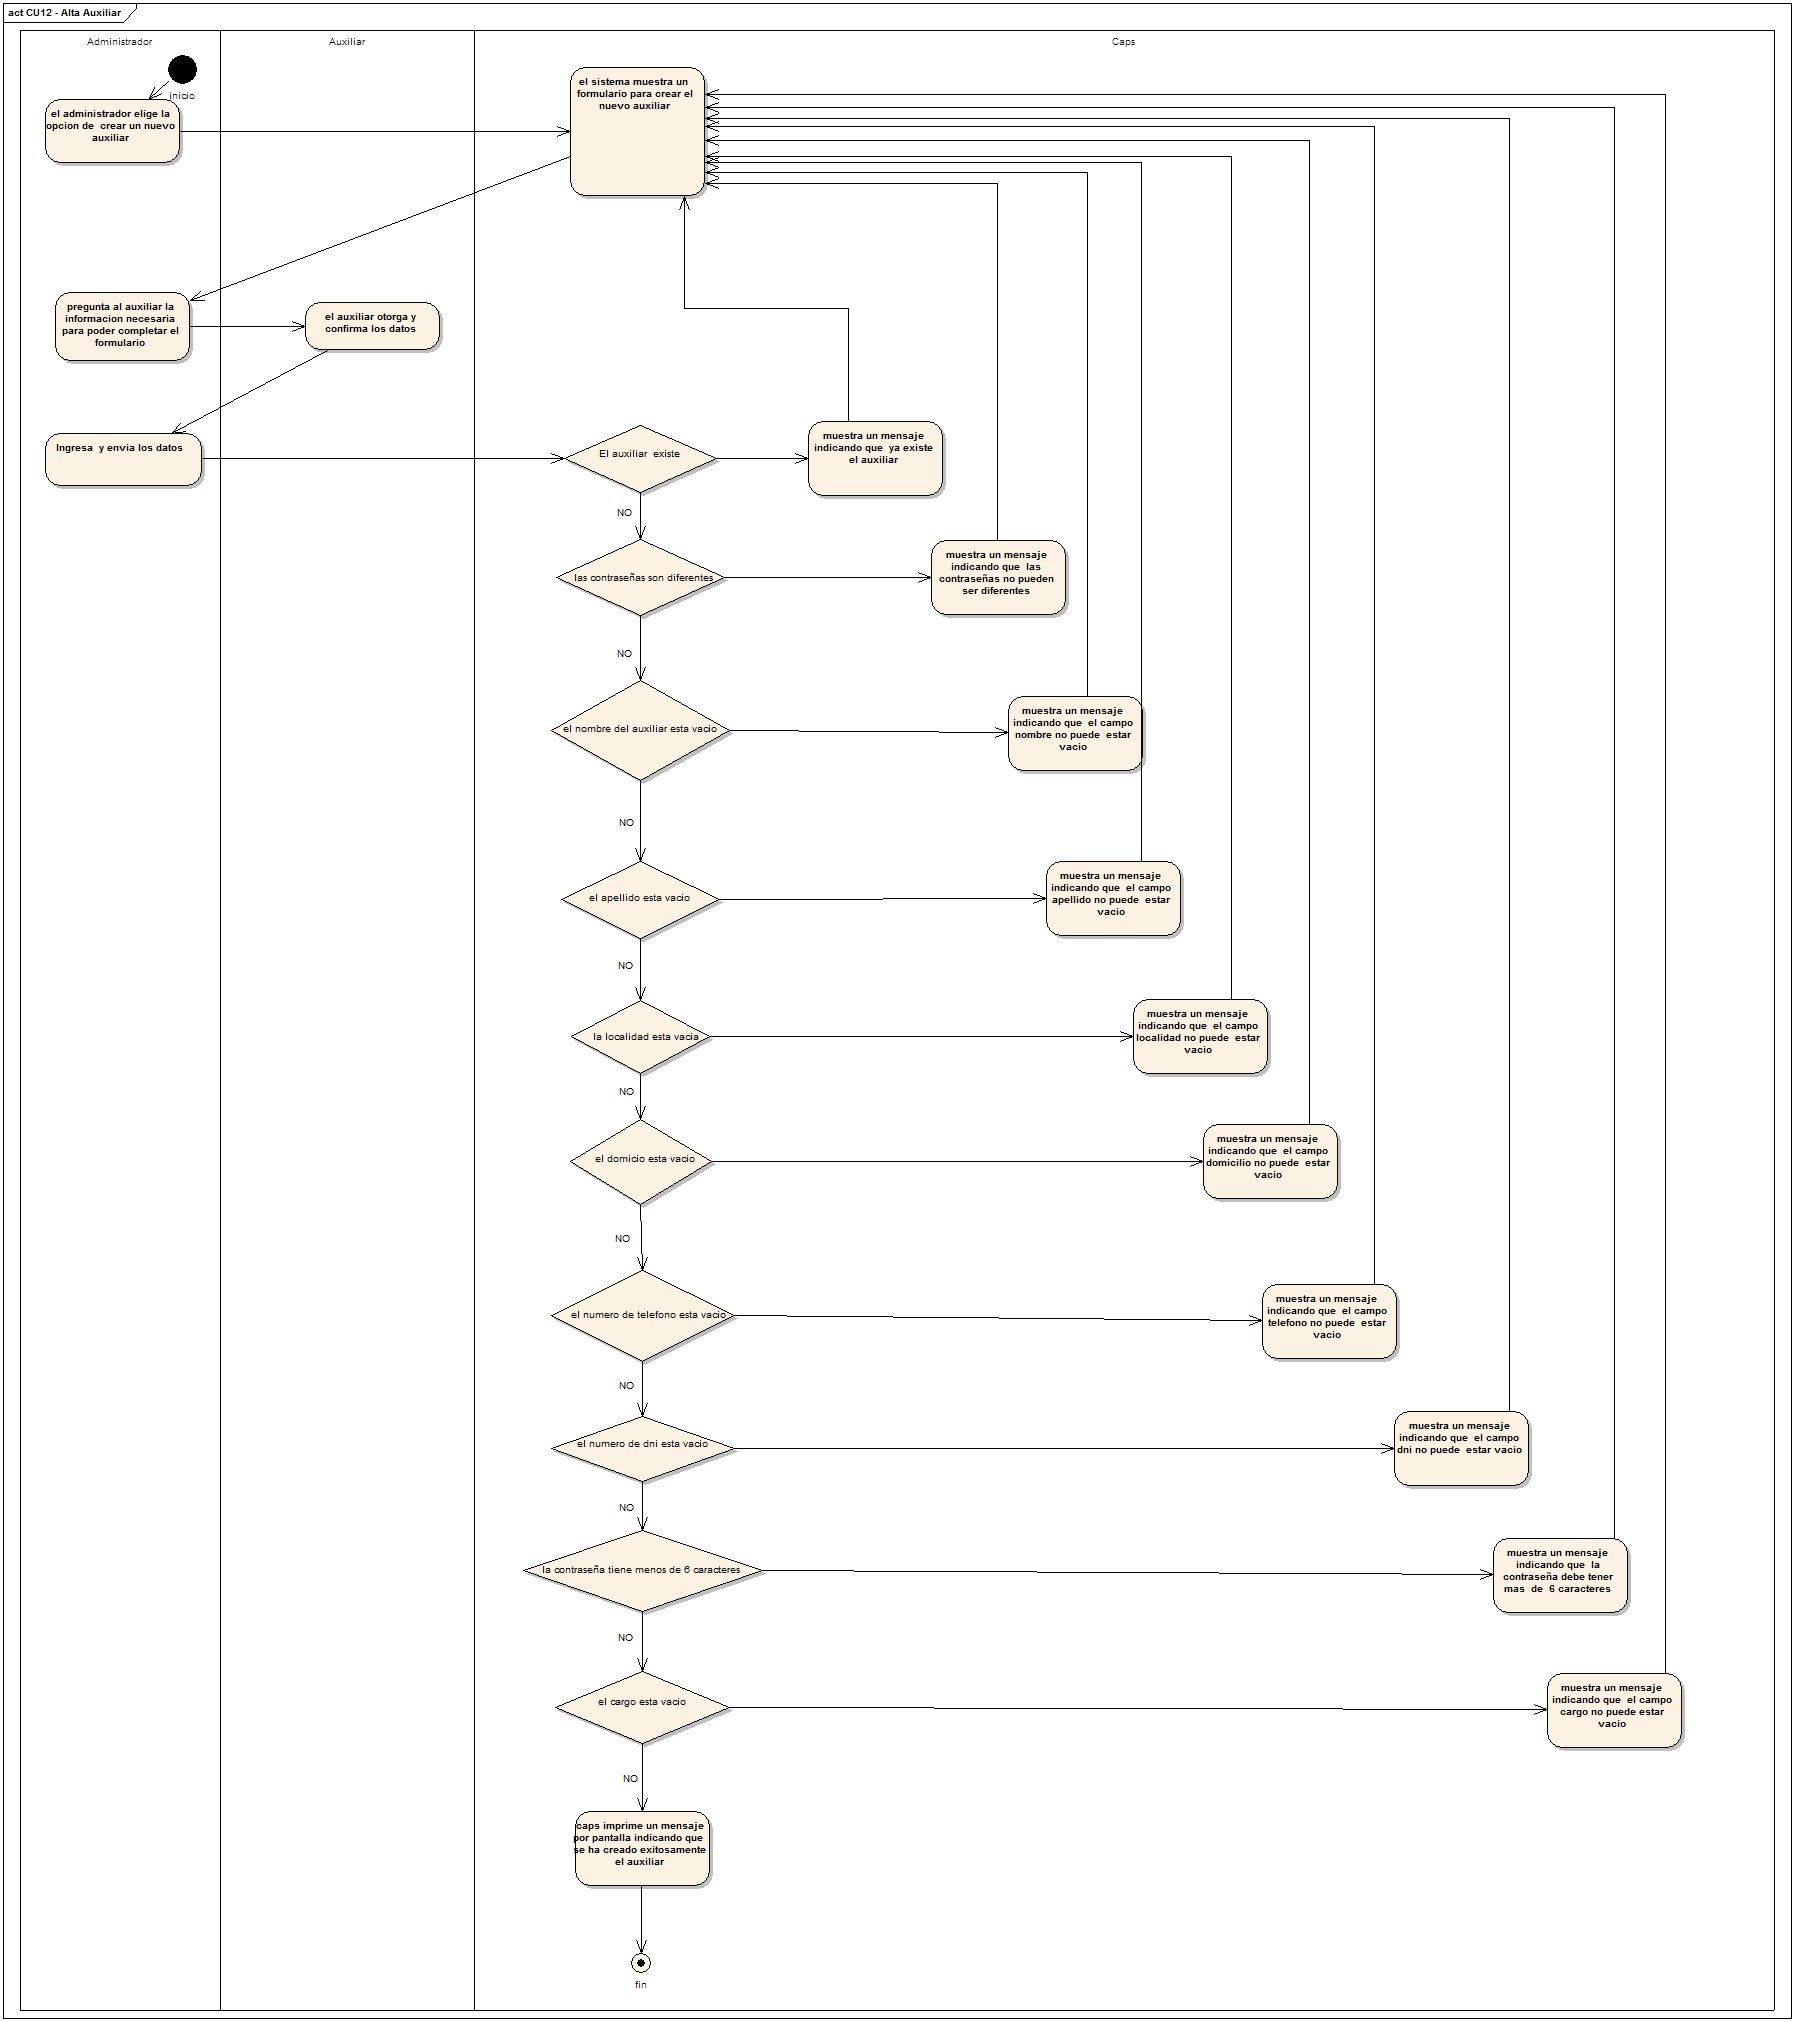 act CU12 - Alta Auxiliar
Administrador
Auxiliar
Caps
inicio
el administrador elige la
opcion de crear un nuevo
auxiliar
el sistema muestra un
formulario para crear el
nuevo auxiliar
pregunta al auxiliar la
informacion necesaria
para poder completar el
formulario
el auxiliar otorga y
confirma los datos
Ingresa y envia los datos
El auxiliar existe
muestra un mensaje
indicando que ya existe
el auxiliar
NO
las contraseñas son diferentes
muestra un mensaje
indicando que las
contraseñas no pueden
ser diferentes
NO
el nombre del auxiliar esta vacio
muestra un mensaje
indicando que el campo
nombre no puede estar
vacio
NO
el apellido esta vacio
muestra un mensaje
indicando que el campo
apellido no puede estar
vacio
NO
la localidad esta vacia
muestra un mensaje
indicando que el campo
localidad no puede estar
vacio
NO
el domicio esta vacio
muestra un mensaje
indicando que el campo
domicilio no puede estar
vacio
NO
el numero de telefono esta vacio
muestra un mensaje
indicando que el campo
telefono no puede estar
vacio
NO
el numero de dni esta vacio
muestra un mensaje
indicando que el campo
dni no puede estar vacio
NO
la contraseña tiene menos de 6 caracteres
muestra un mensaje
indicando que la
contraseña debe tener
mas de 6 caracteres
NO
el cargo esta vacio
muestra un mensaje
indicando que el campo
cargo no puede estar
vacio
NO
caps imprime un mensaje
por pantalla indicando que
se ha creado exitosamente
el auxiliar
fin